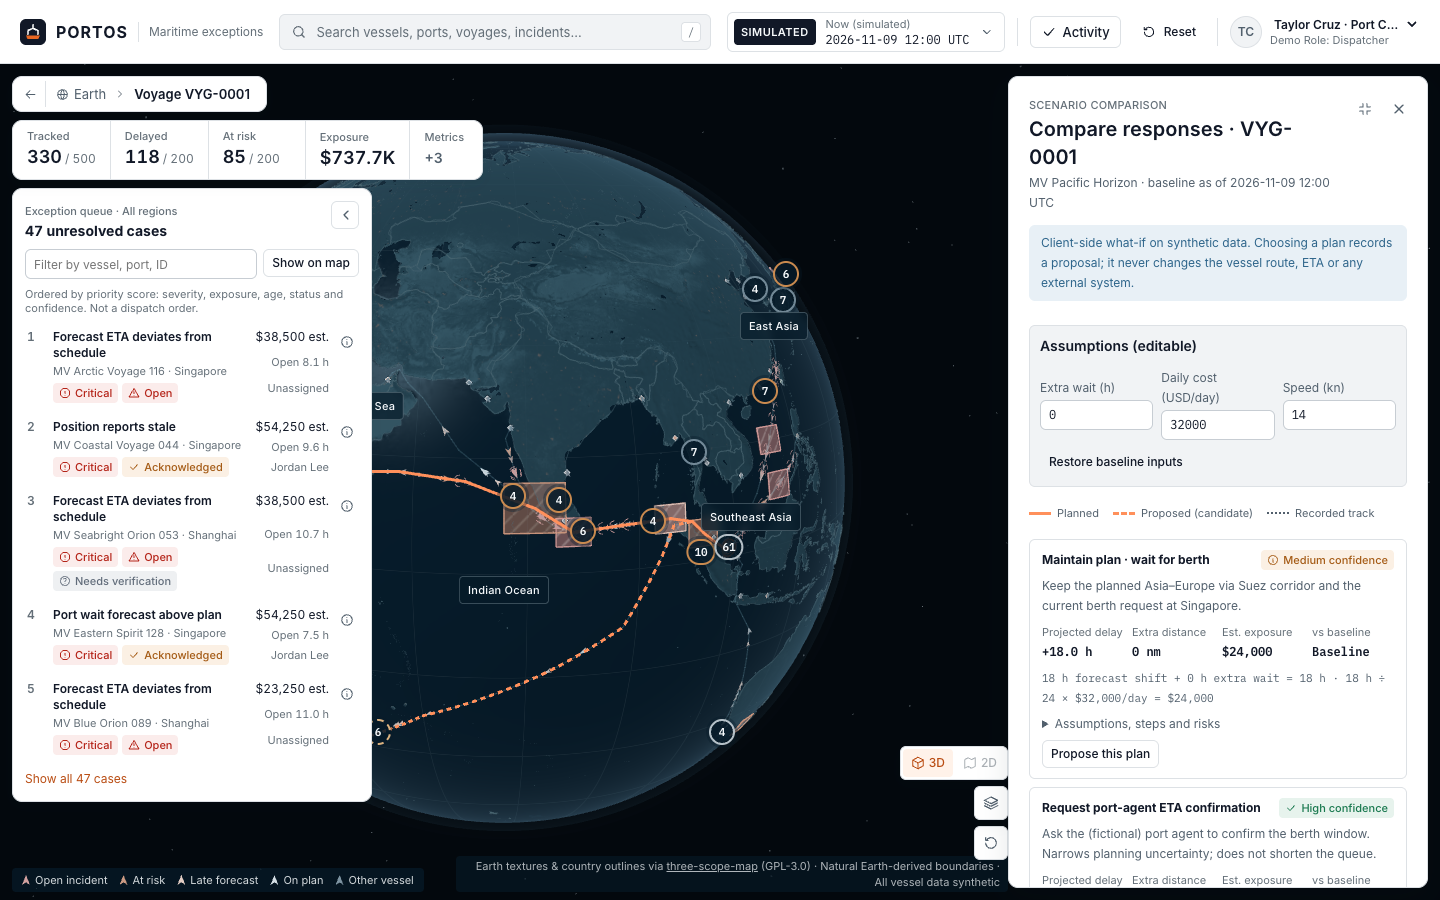 PORTOS
Maritime exceptions
Search vessels, ports, voyages, incidents...
/
SIMULATED
Now (simulated)
2026-11-09 12:00 UTC
Activity
Reset
TC
Taylor Cruz · Port C...
Demo Role: Dispatcher
Earth
Voyage VYG-0001
Tracked
330 / 500
Delayed
118 / 200
At risk
85 / 200
Exposure
$737.7K
Metrics
+3
Exception queue · All regions
47 unresolved cases
Filter by vessel, port, ID
Show on map
Ordered by priority score: severity, exposure, age, status and
confidence. Not a dispatch order.
1
Forecast ETA deviates from
schedule
MV Arctic Voyage 116 · Singapore
Critical
Open
$38,500 est.
Open 8.1 h
Unassigned
2
Position reports stale
MV Coastal Voyage 044 · Singapore
Critical
Acknowledged
$54,250 est.
Open 9.6 h
Jordan Lee
3
Forecast ETA deviates from
schedule
MV Seabright Orion 053 · Shanghai
Critical
Open
Needs verification
$38,500 est.
Open 10.7 h
Unassigned
4
Port wait forecast above plan
MV Eastern Spirit 128 · Singapore
Critical
Acknowledged
$54,250 est.
Open 7.5 h
Jordan Lee
5
Forecast ETA deviates from
schedule
MV Blue Orion 089 · Shanghai
Critical
Open
$23,250 est.
Open 11.0 h
Unassigned
Show all 47 cases
6
4
7
East Asia
7
Sea
7
4
4
6
4
Southeast Asia
10
61
Indian Ocean
6
4
3D
2D
Open incident
At risk
Late forecast
On plan
Other vessel
Earth textures & country outlines via three-scope-map (GPL-3.0) · Natural Earth-derived boundaries ·
All vessel data synthetic
SCENARIO COMPARISON
Compare responses · VYG-
0001
MV Pacific Horizon · baseline as of 2026-11-09 12:00
UTC
Client-side what-if on synthetic data. Choosing a plan records
a proposal; it never changes the vessel route, ETA or any
external system.
Assumptions (editable)
Extra wait (h)
0
Daily cost
(USD/day)
32000
Speed (kn)
14
Restore baseline inputs
Planned
Proposed (candidate)
Recorded track
Maintain plan · wait for berth
Medium confidence
Keep the planned Asia–Europe via Suez corridor and the
current berth request at Singapore.
Projected delay
+18.0 h
Extra distance
0 nm
Est. exposure
$24,000
vs baseline
Baseline
18 h forecast shift + 0 h extra wait = 18 h · 18 h ÷
24 × $32,000/day = $24,000
Assumptions, steps and risks
Propose this plan
Request port-agent ETA confirmation
High confidence
Ask the (fictional) port agent to confirm the berth window.
Narrows planning uncertainty; does not shorten the queue.
Projected delay
Extra distance
Est. exposure
vs baseline